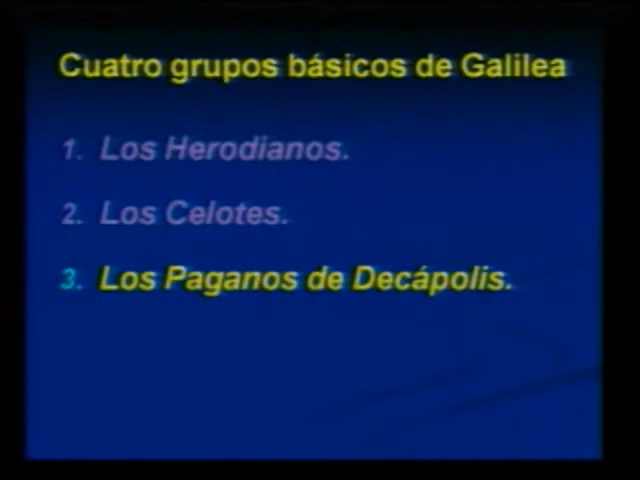 Cuatro grupos básicos de Galilea
1. Los Herodianos.
2. Los Celotes.
3. Los Paganos de Decápolis.